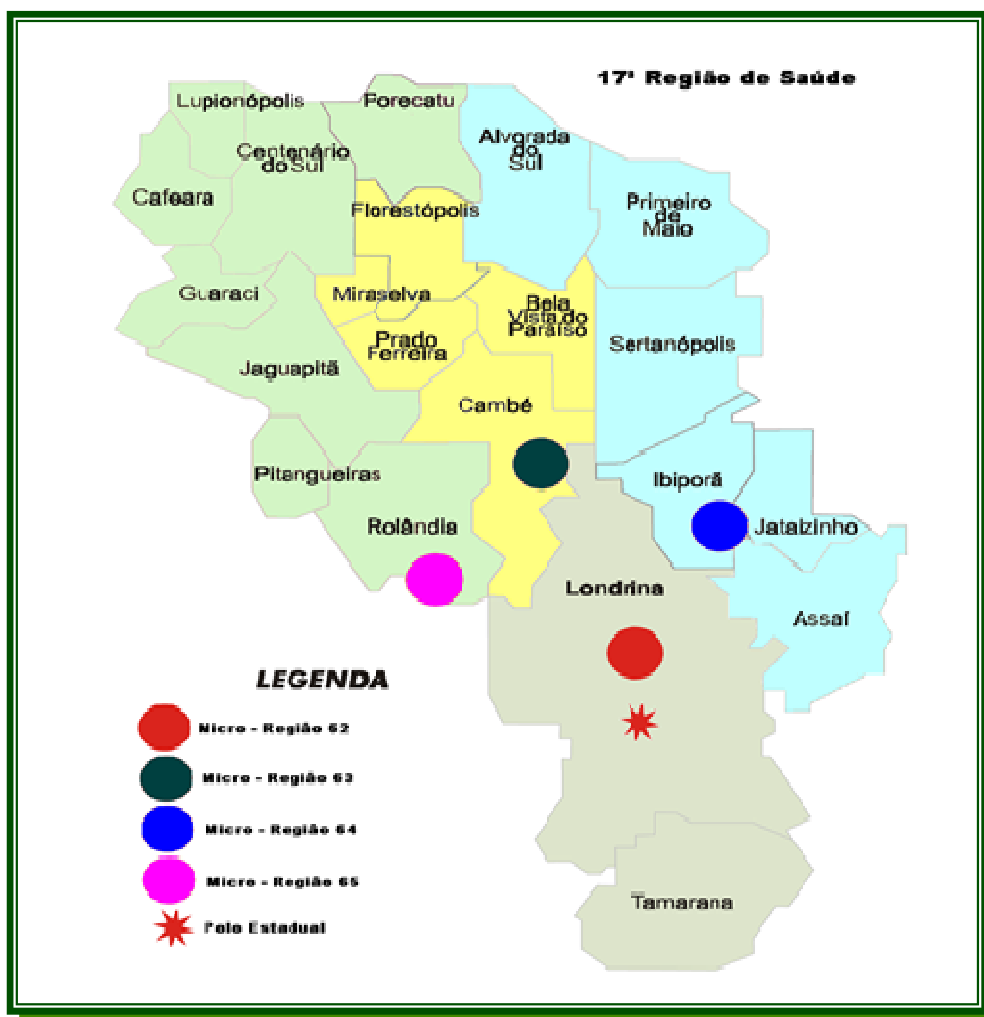 17ª Região de Saúde
Lupionópolis
Porecatu
Centenário
do Sul
Alvorada
do
Sul
Cafeara
Florestópolis
Primeiro
de
Maio
Guaraci
Miraselva
Bela
Vista do
Paraíso
Prado
Ferreira
Sertanópolis
Jaguapitã
Cambé
Pitangueiras
Ibiporã
Rolândia
Jataizinho
Londrina
Assaí
LEGENDA
Micro - Região 62
Micro - Região 63
Micro - Região 64
Micro - Região 65
Polo Estadual
Tamarana